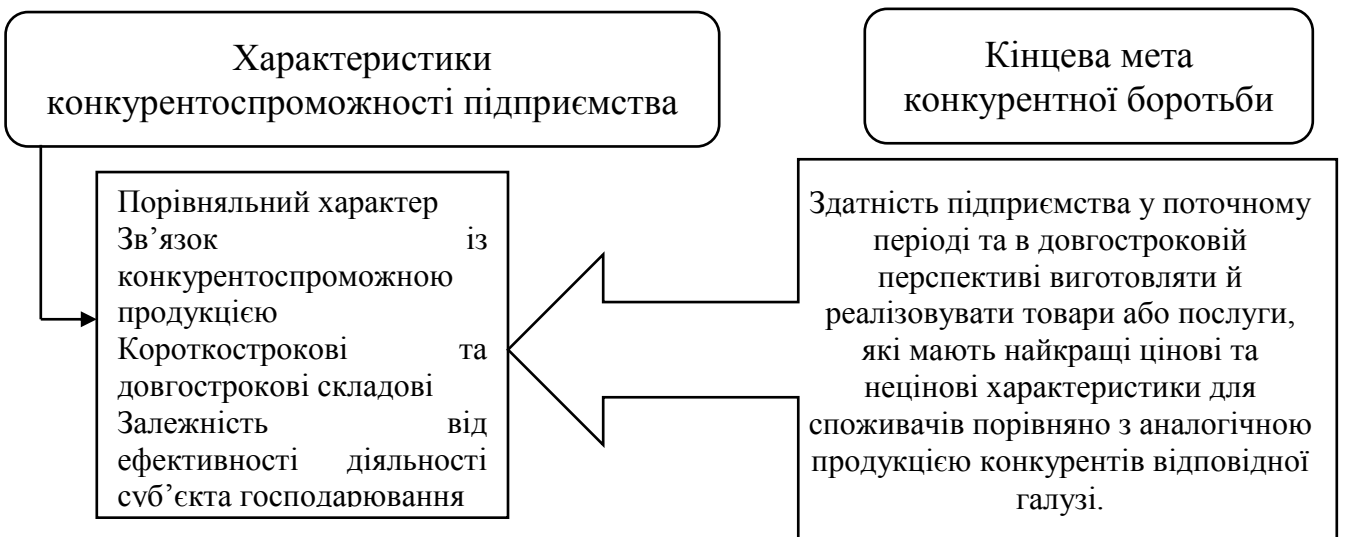 Характеристики
конкурентоспроможності підприємства
Порівняльний характер
Зв’язок із
конкурентоспроможною
продукцією
Короткострокові та
довгострокові складові
Залежність від
ефективності діяльності
суб’єкта господарювання
Кінцева мета
конкурентної боротьби
Здатність підприємства у поточному
періоді та в довгостроковій
перспективі виготовляти й
реалізовувати товари або послуги,
які мають найкращі цінові та
нецінові характеристики для
споживачів порівняно з аналогічною
продукцією конкурентів відповідної
галузі.